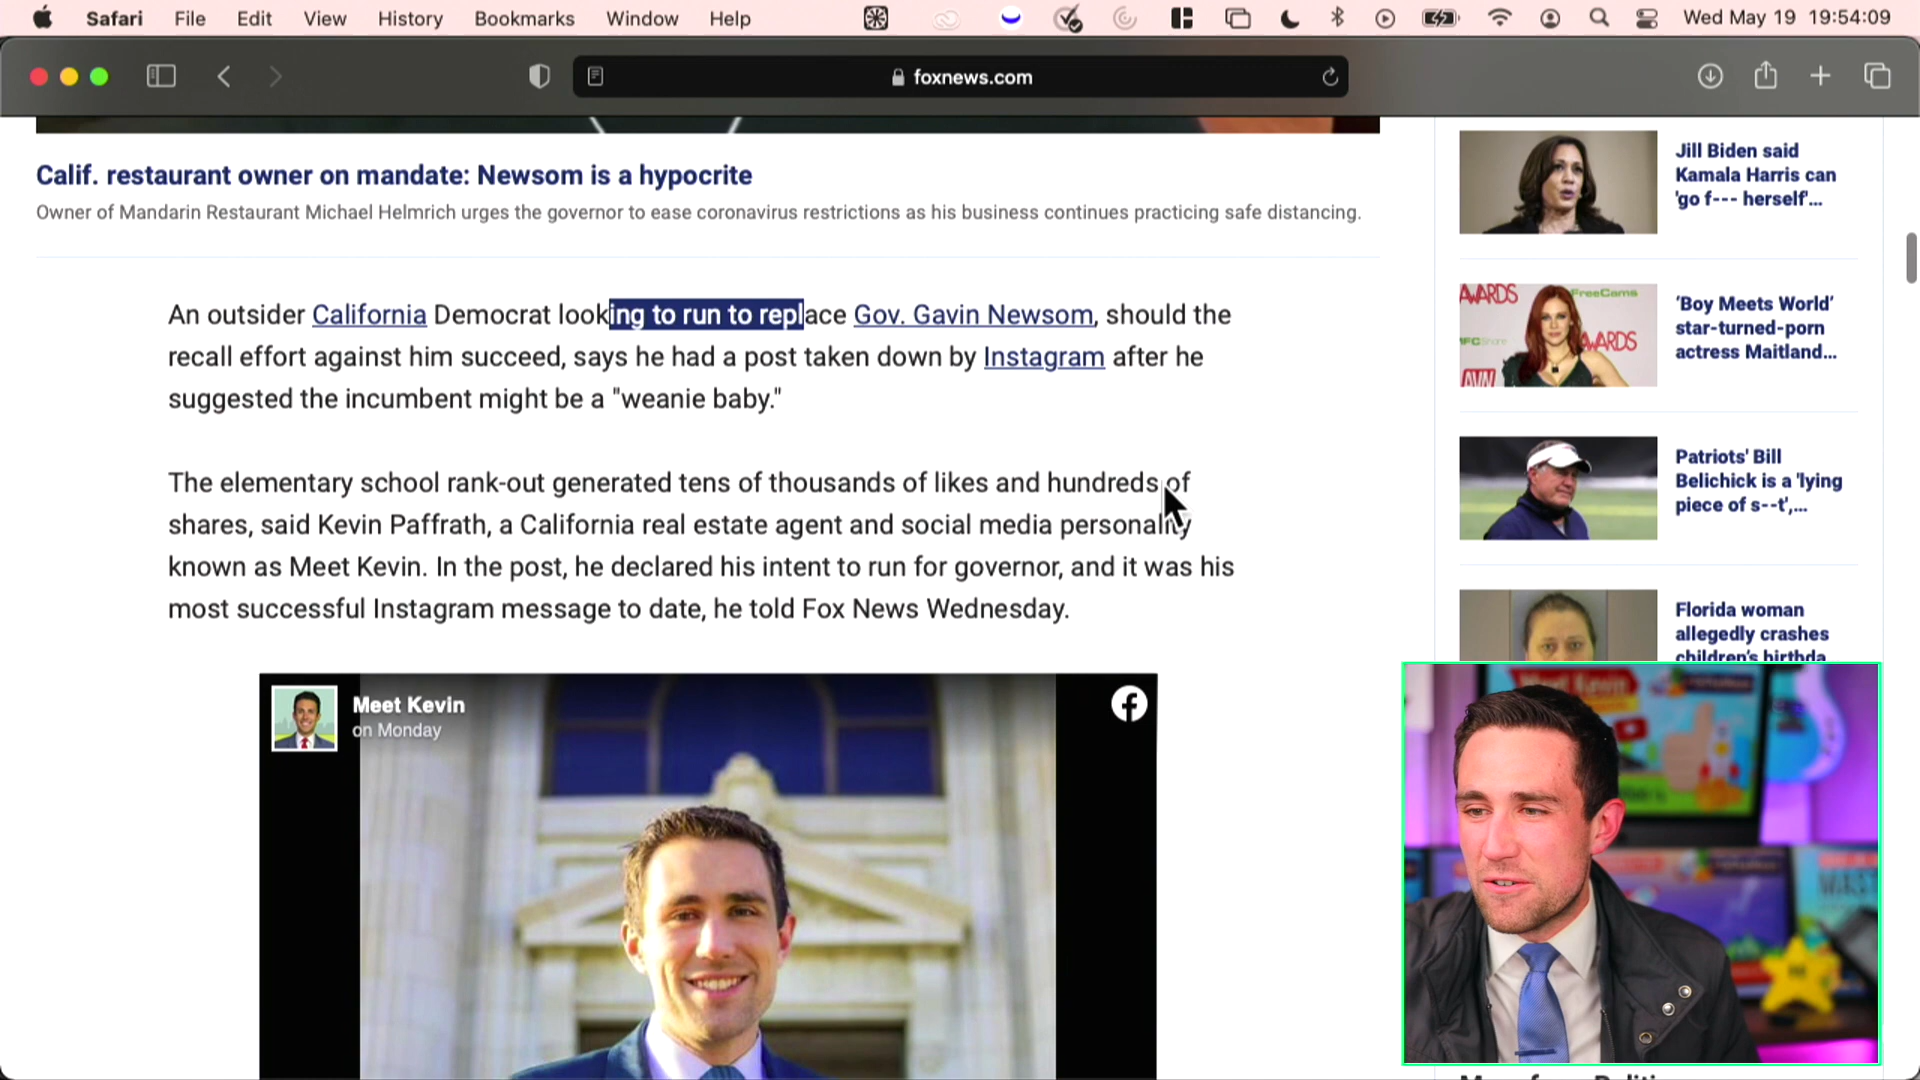 Safari File Edit View History Bookmarks Window Help Wed May 19 19:54:09
foxnews.com
Calif. restaurant owner on mandate: Newsom is a hypocrite
Owner of Mandarin Restaurant Michael Helmrich urges the governor to ease coronavirus restrictions as his business continues practicing safe distancing.
An outsider California Democrat looking to run to replace Gov. Gavin Newsom, should the
recall effort against him succeed, says he had a post taken down by Instagram after he
suggested the incumbent might be a "weanie baby."
The elementary school rank-out generated tens of thousands of likes and hundreds of
shares, said Kevin Paffrath, a California real estate agent and social media personality
known as Meet Kevin. In the post, he declared his intent to run for governor, and it was his
most successful Instagram message to date, he told Fox News Wednesday.
Meet Kevin
on Monday
Jill Biden said
Kamala Harris can
'go f--- herself'...
AWARDS
FreeCams
AWARDS
AVN
‘Boy Meets World’
star-turned-porn
actress Maitland...
Patriots' Bill
Belichick is a 'lying
piece of s--t',...
Florida woman
allegedly crashes
children's birthda
Meet Kevin